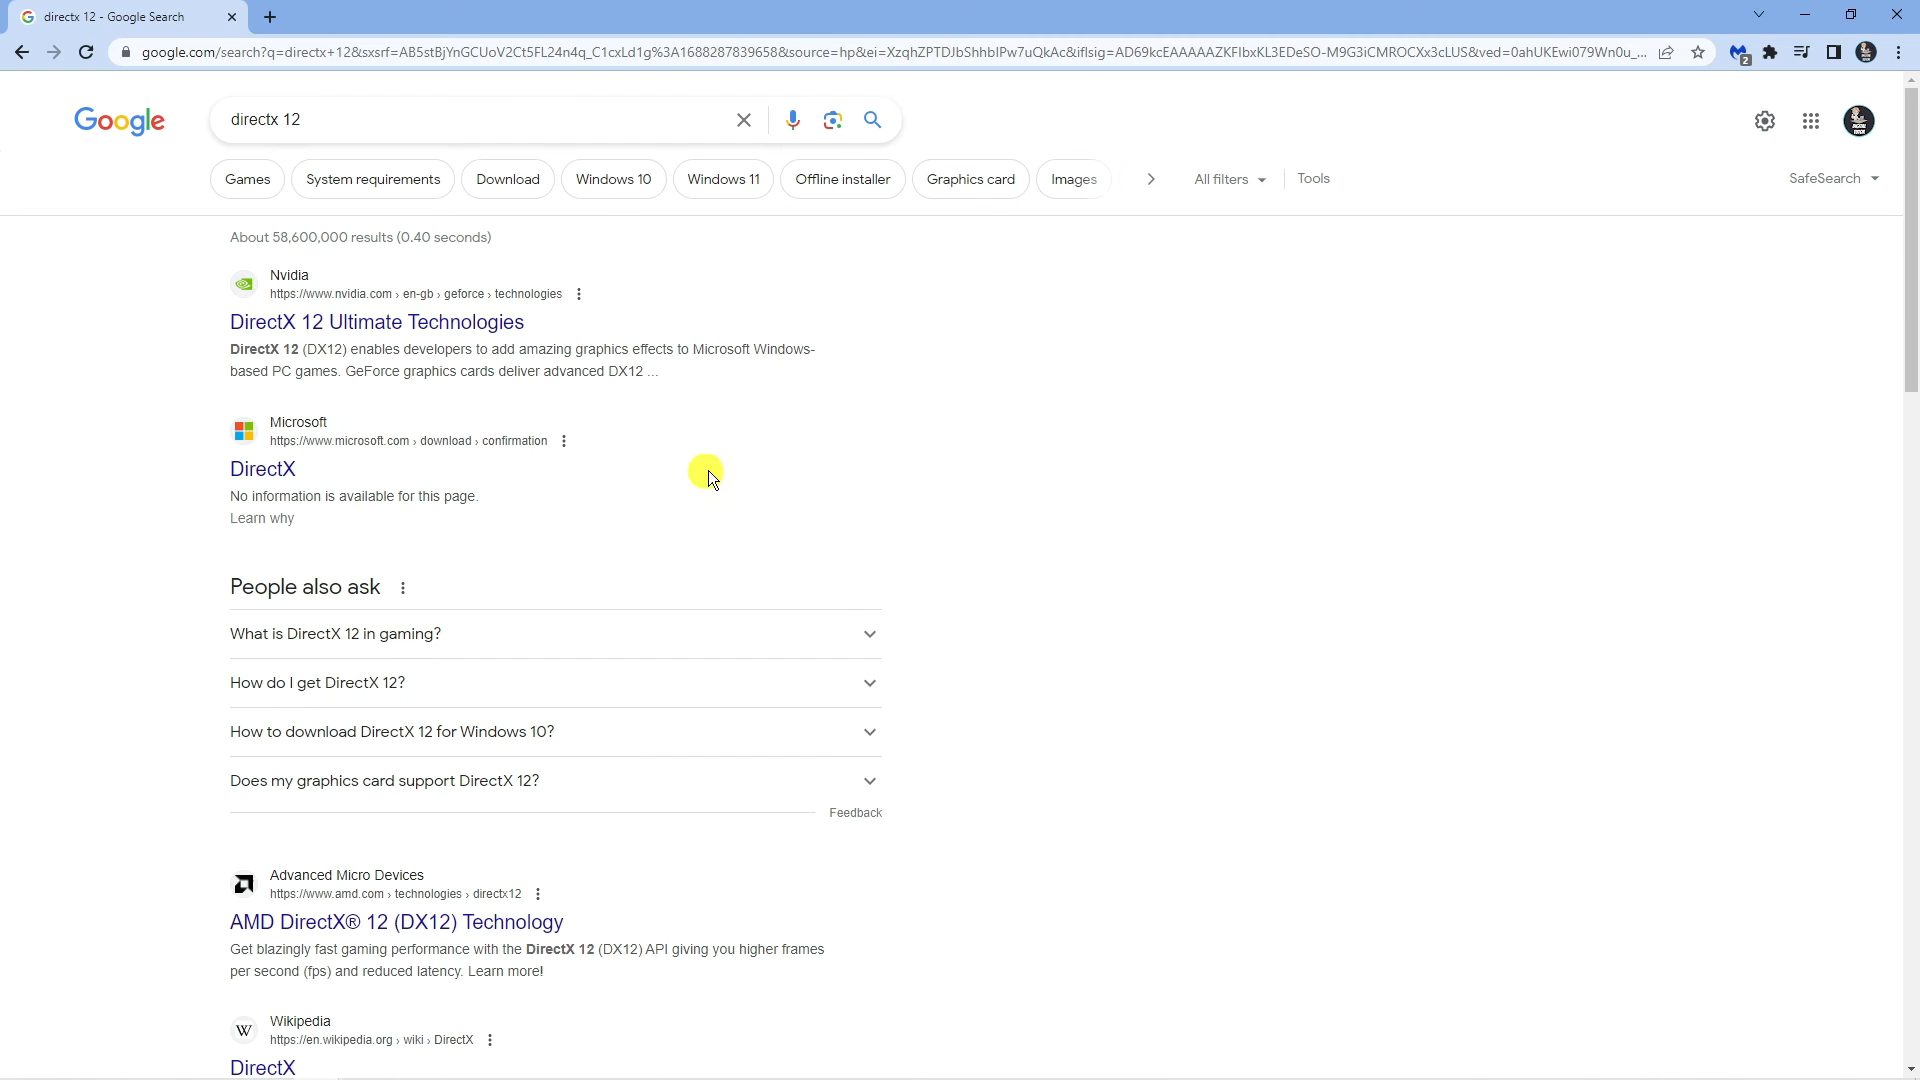 directx 12 - Google Search
google.com/search?q=directx+12&sxsrf=AB5stBjYnGCUoV2Ct5FL24n4q_C1cxLd1g%3A1688287839658&source=hp&ei=XzqhZPTDJbShhbIPw7uQkAc&iflsig=AD69kcEAAAAAZKFIbxKL3EDeSO-M9G3iCMROCXx3cLUS&ved=0ahUKEwi079Wn0u_...
2
Google
directx 12
Games
System requirements
Download
Windows 10
Windows 11
Offline installer
Graphics card
Images
All filters
Tools
SafeSearch
About 58,600,000 results (0.40 seconds)
Nvidia
https://www.nvidia.com › en-gb › geforce › technologies
DirectX 12 Ultimate Technologies
DirectX 12 (DX12) enables developers to add amazing graphics effects to Microsoft Windows-
based PC games. GeForce graphics cards deliver advanced DX12 ...
Microsoft
https://www.microsoft.com › download › confirmation
DirectX
No information is available for this page.
Learn why
People also ask
What is DirectX 12 in gaming?
How do I get DirectX 12?
How to download DirectX 12 for Windows 10?
Does my graphics card support DirectX 12?
Feedback
Advanced Micro Devices
https://www.amd.com › technologies › directx12
AMD DirectX® 12 (DX12) Technology
Get blazingly fast gaming performance with the DirectX 12 (DX12) API giving you higher frames
per second (fps) and reduced latency. Learn more!
W
Wikipedia
https://en.wikipedia.org › wiki › DirectX
DirectX